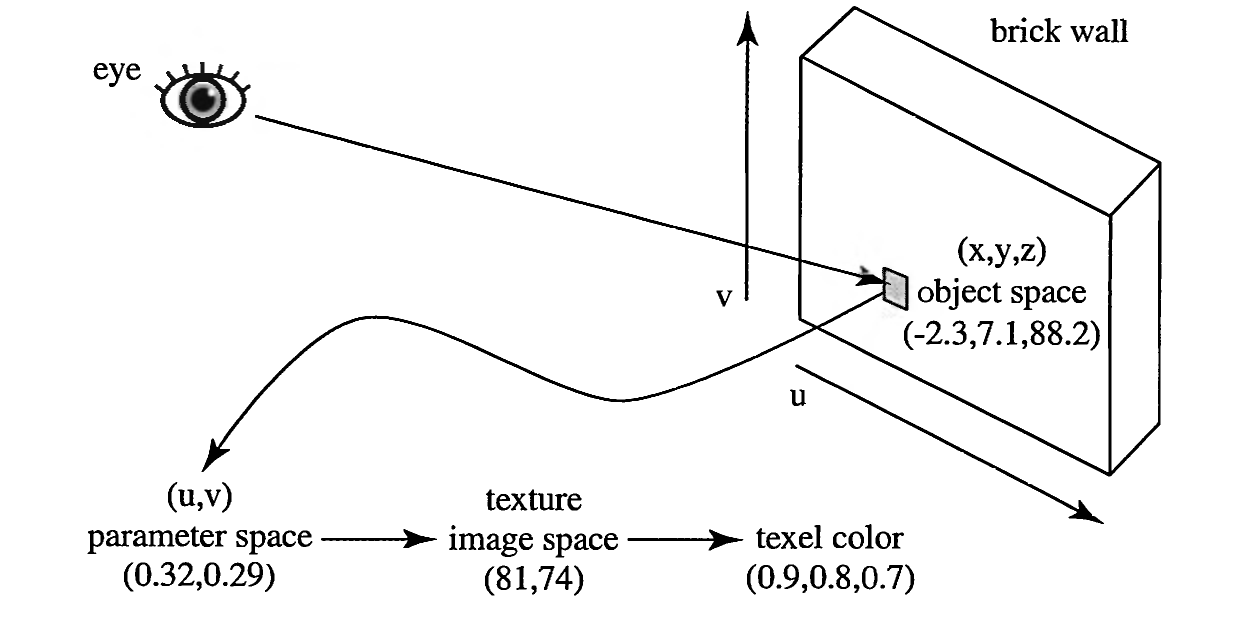 brick wall
eye
(x,y,z)
object space
(-2.3,7.1,88.2)
v
u
(u,v)
parameter space
(0.32,0.29)
texture
image space
(81,74)
texel color
(0.9,0.8,0.7)